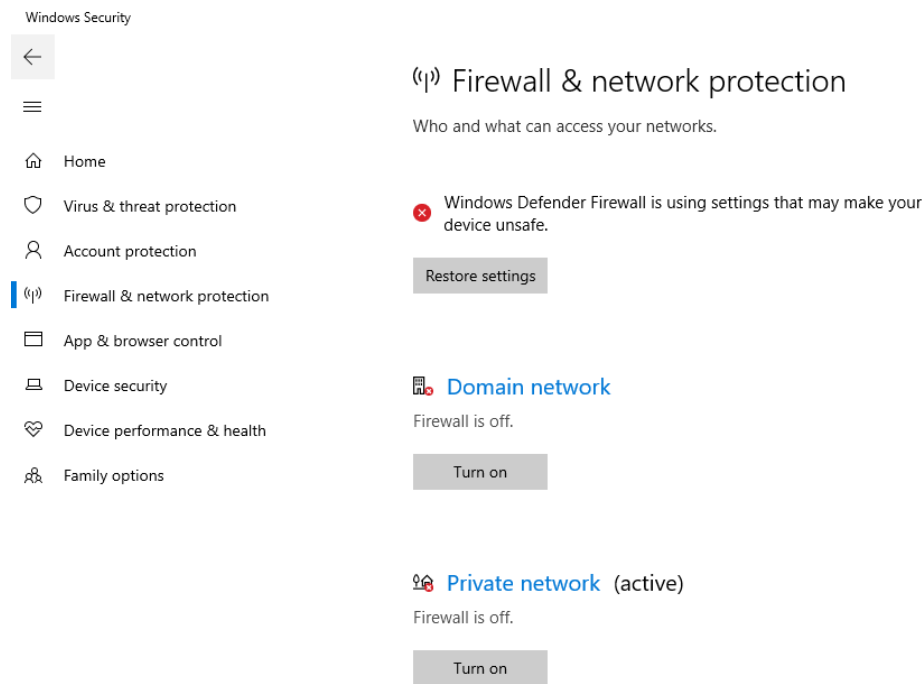 Windows Security
Home
Virus & threat protection
Account protection
Firewall & network protection
App & browser control
Device security
Device performance & health
Family options
Firewall & network protection
Who and what can access your networks.
Windows Defender Firewall is using settings that may make your
device unsafe.
Restore settings
Domain network
Firewall is off.
Turn on
Private network (active)
Firewall is off.
Turn on